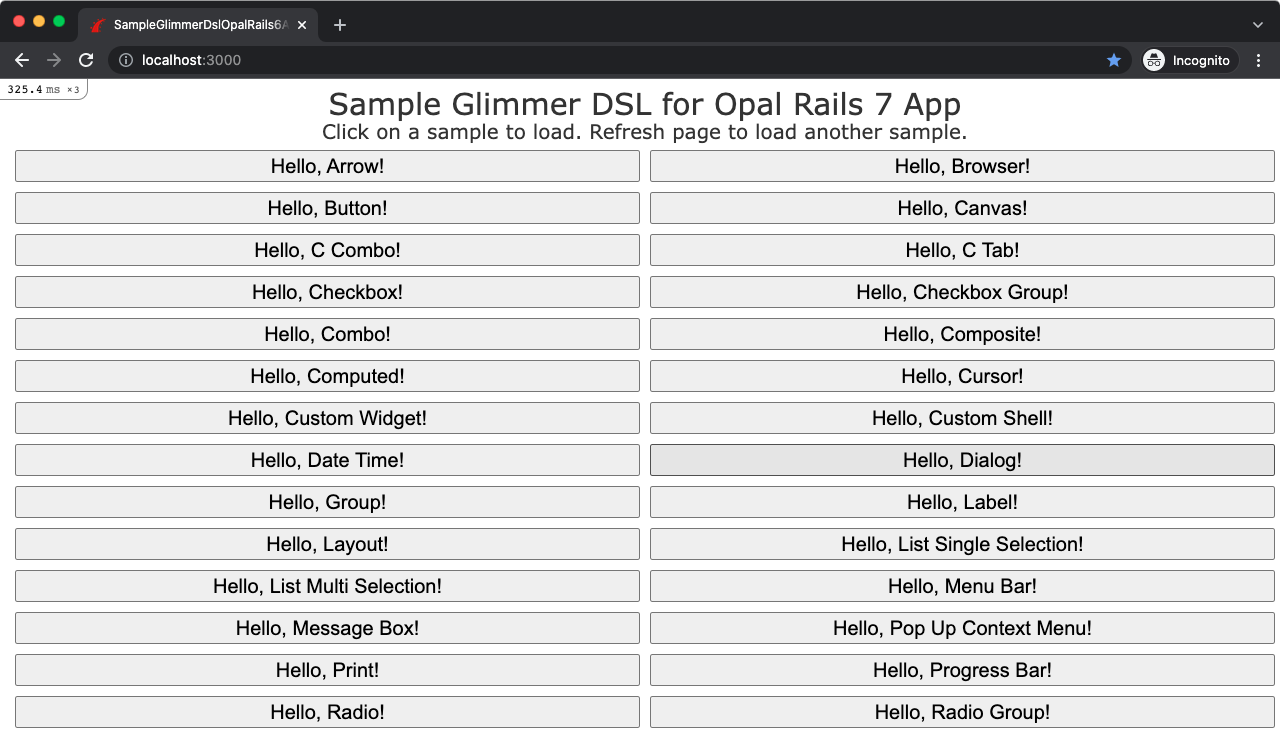 SampleGlimmerDslOpalRails6A
localhost:3000
Incognito
325.4 ms ×3
Sample Glimmer DSL for Opal Rails 7 App
Click on a sample to load. Refresh page to load another sample.
Hello, Arrow! Hello, Browser!
Hello, Button! Hello, Canvas!
Hello, C Combo! Hello, C Tab!
Hello, Checkbox! Hello, Checkbox Group!
Hello, Combo! Hello, Composite!
Hello, Computed! Hello, Cursor!
Hello, Custom Widget! Hello, Custom Shell!
Hello, Date Time! Hello, Dialog!
Hello, Group! Hello, Label!
Hello, Layout! Hello, List Single Selection!
Hello, List Multi Selection! Hello, Menu Bar!
Hello, Message Box! Hello, Pop Up Context Menu!
Hello, Print! Hello, Progress Bar!
Hello, Radio! Hello, Radio Group!